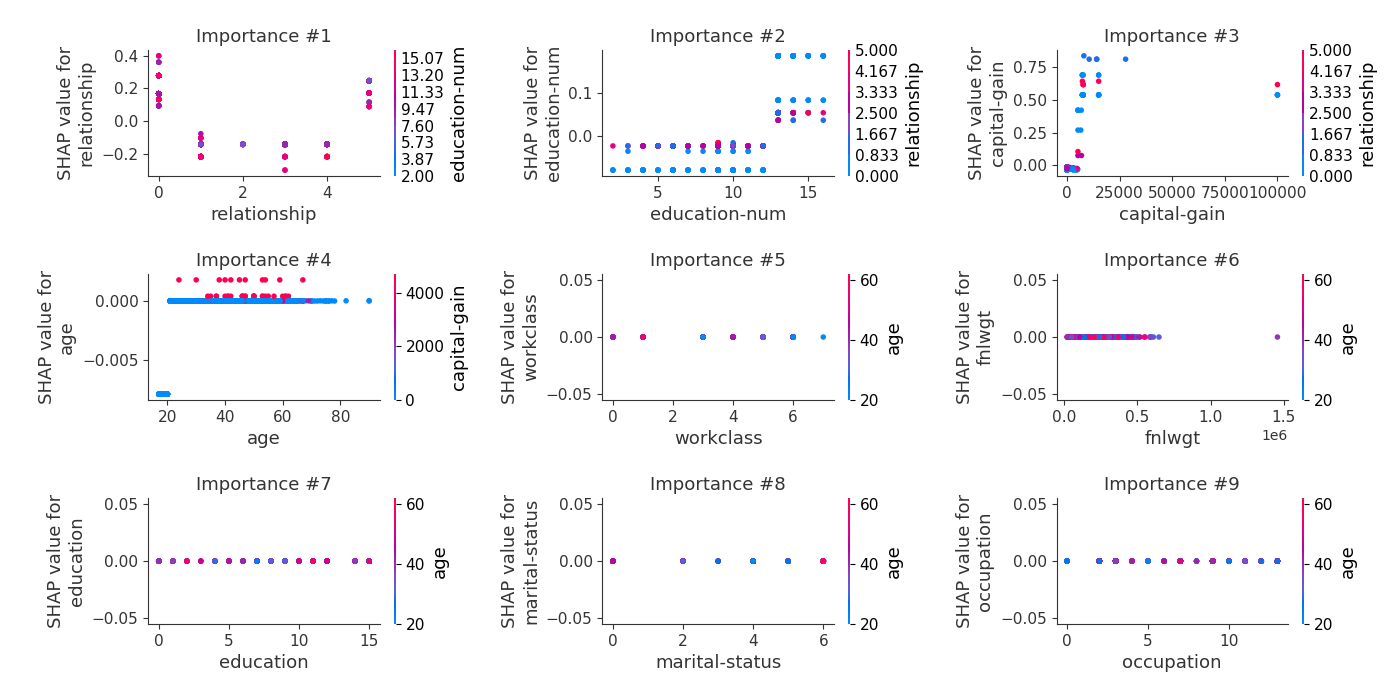 Importance #1
SHAP value for
relationship
0.4
0.2
0.0
−0.2
0
2
4
relationship
15.07
13.20
11.33
9.47
7.60
5.73
3.87
2.00
education-num
Importance #2
SHAP value for
education-num
0.1
0.0
5
10
15
education-num
5.000
4.167
3.333
2.500
1.667
0.833
0.000
relationship
Importance #3
SHAP value for
capital-gain
0.75
0.50
0.25
0.00
0
25000
50000
75000
100000
capital-gain
5.000
4.167
3.333
2.500
1.667
0.833
0.000
relationship
Importance #4
SHAP value for
age
0.000
−0.005
20
40
60
80
age
4000
2000
0
capital-gain
Importance #5
SHAP value for
workclass
0.05
0.00
−0.05
0
2
4
6
workclass
60
40
20
age
Importance #6
SHAP value for
fnlwgt
0.05
0.00
−0.05
0.0
0.5
1.0
1.5
1e6
fnlwgt
60
40
20
age
Importance #7
SHAP value for
education
0.05
0.00
−0.05
0
5
10
15
education
60
40
20
age
Importance #8
SHAP value for
marital-status
0.05
0.00
−0.05
0
2
4
6
marital-status
60
40
20
age
Importance #9
SHAP value for
occupation
0.05
0.00
−0.05
0
5
10
occupation
60
40
20
age